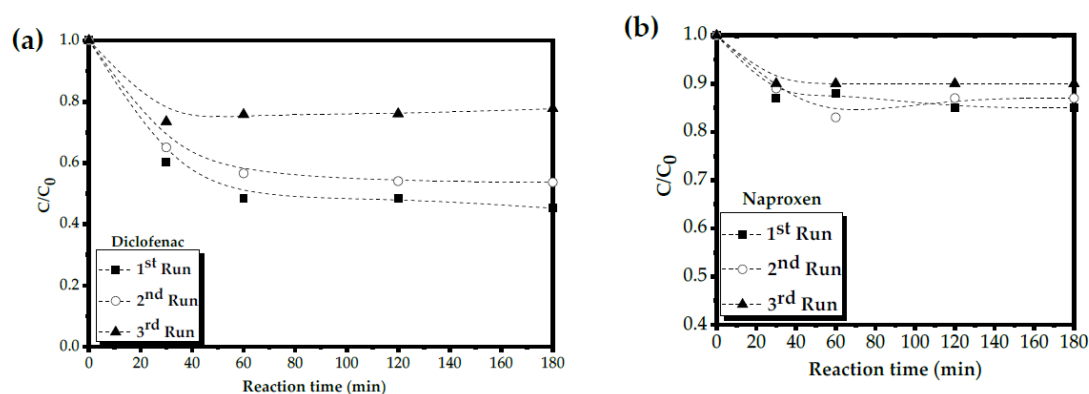 (a)
1.0
0.8
0.6
0.4
0.2
0.0
C/C0
Diclofenac
1st Run
2nd Run
3rd Run
0 20 40 60 80 100 120 140 160 180
Reaction time (min)
(b)
1.0
0.9
0.8
0.7
0.6
0.5
0.4
C/C0
Naproxen
1st Run
2nd Run
3rd Run
0 20 40 60 80 100 120 140 160 180
Reaction time (min)